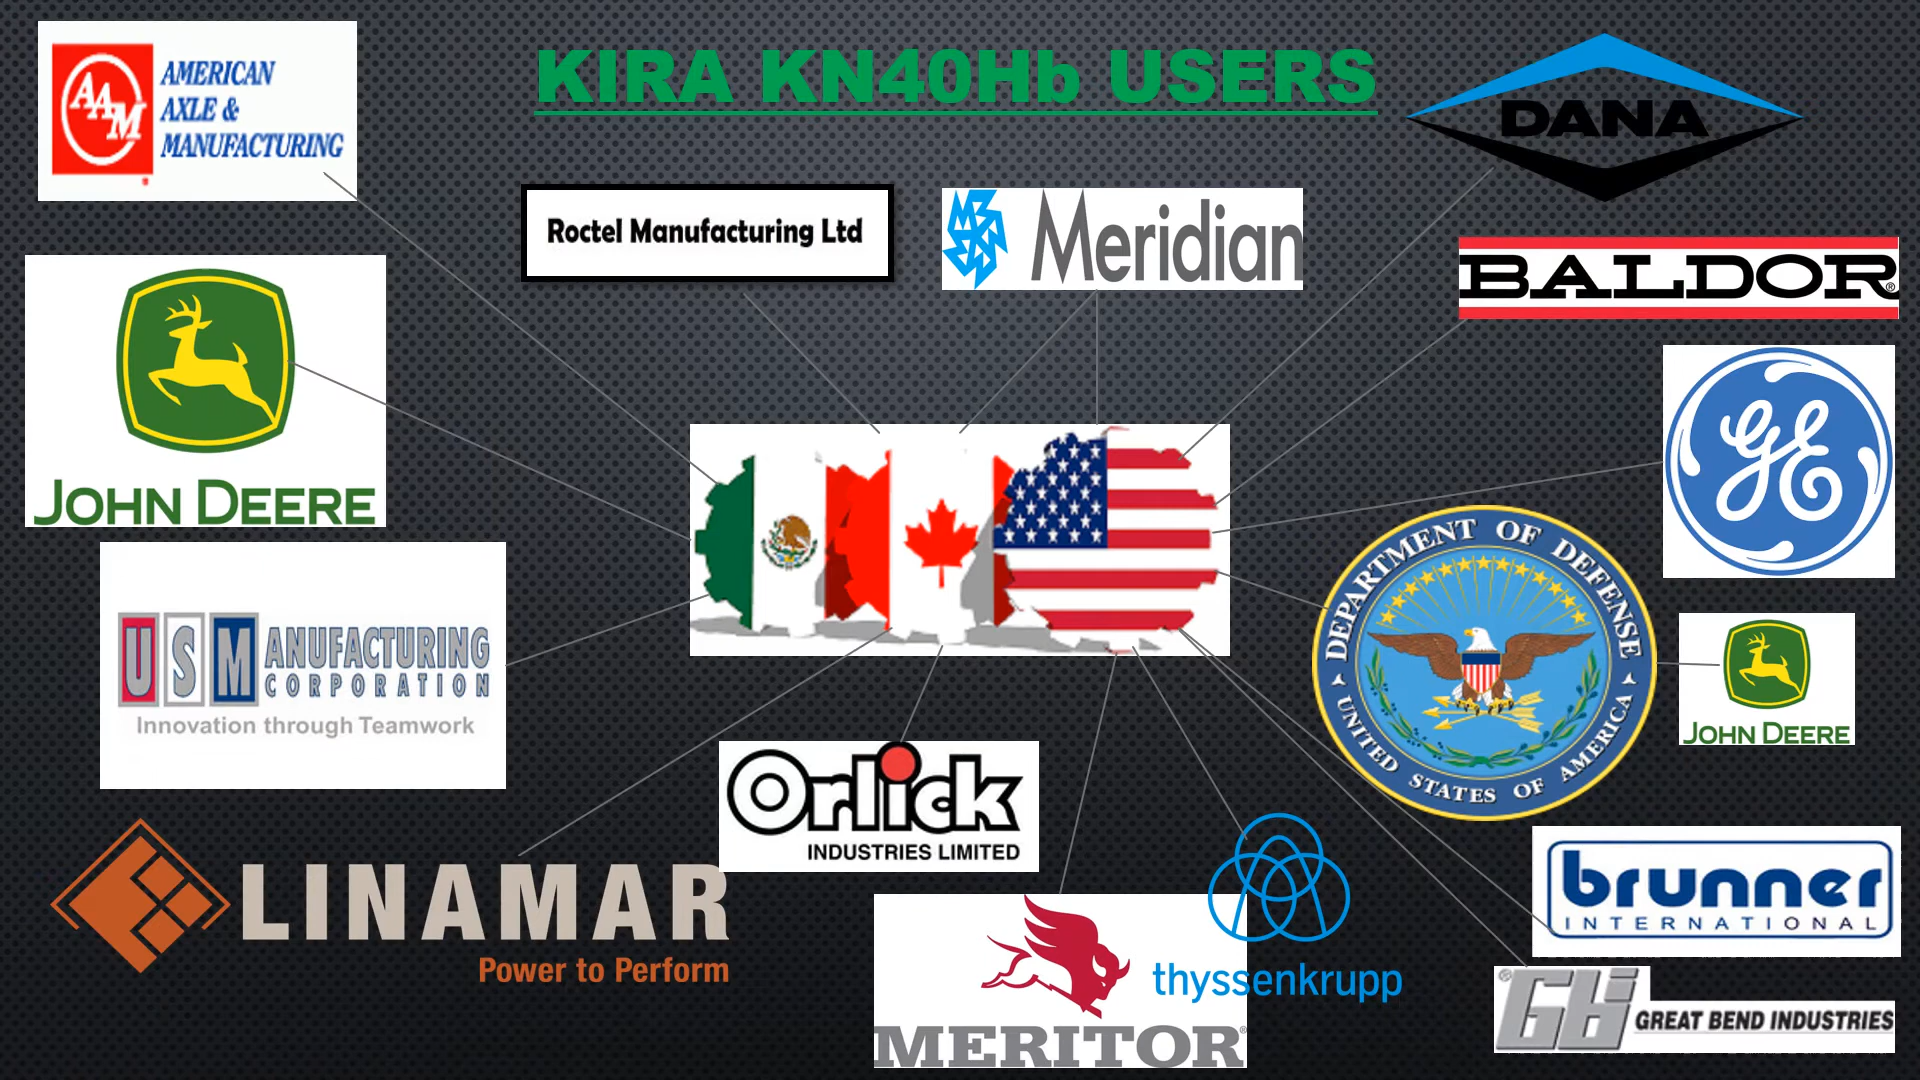 KIRA KN40Hb USERS
AAM
AMERICAN
AXLE &
MANUFACTURING
DANA
Roctel Manufacturing Ltd
Meridian
BALDOR®
JOHN DEERE
GE
DEPARTMENT OF DEFENSE
UNITED STATES OF AMERICA
JOHN DEERE
USMANUFACTURING
CORPORATION
Innovation through Teamwork
Orlick
INDUSTRIES LIMITED
LINAMAR
Power to Perform
MERITOR®
thyssenkrupp
brunner
INTERNATIONAL
® Gbi
GREAT BEND INDUSTRIES